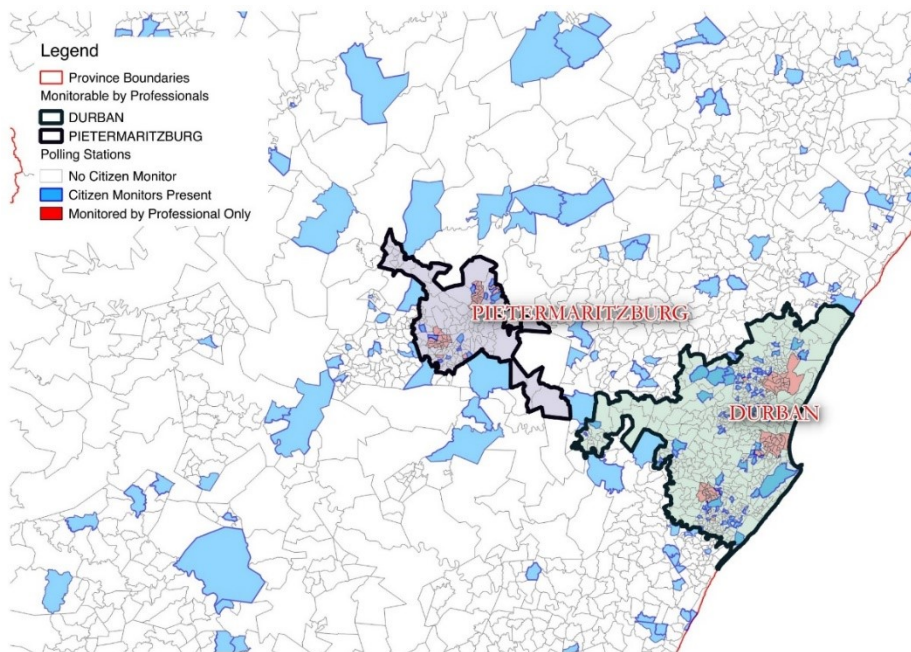 Legend
Province Boundaries
Monitorable by Professionals
DURBAN
PIETERMARITZBURG
Polling Stations
No Citizen Monitor
Citizen Monitors Present
Monitored by Professional Only
PIETERMARITZBURG
DURBAN